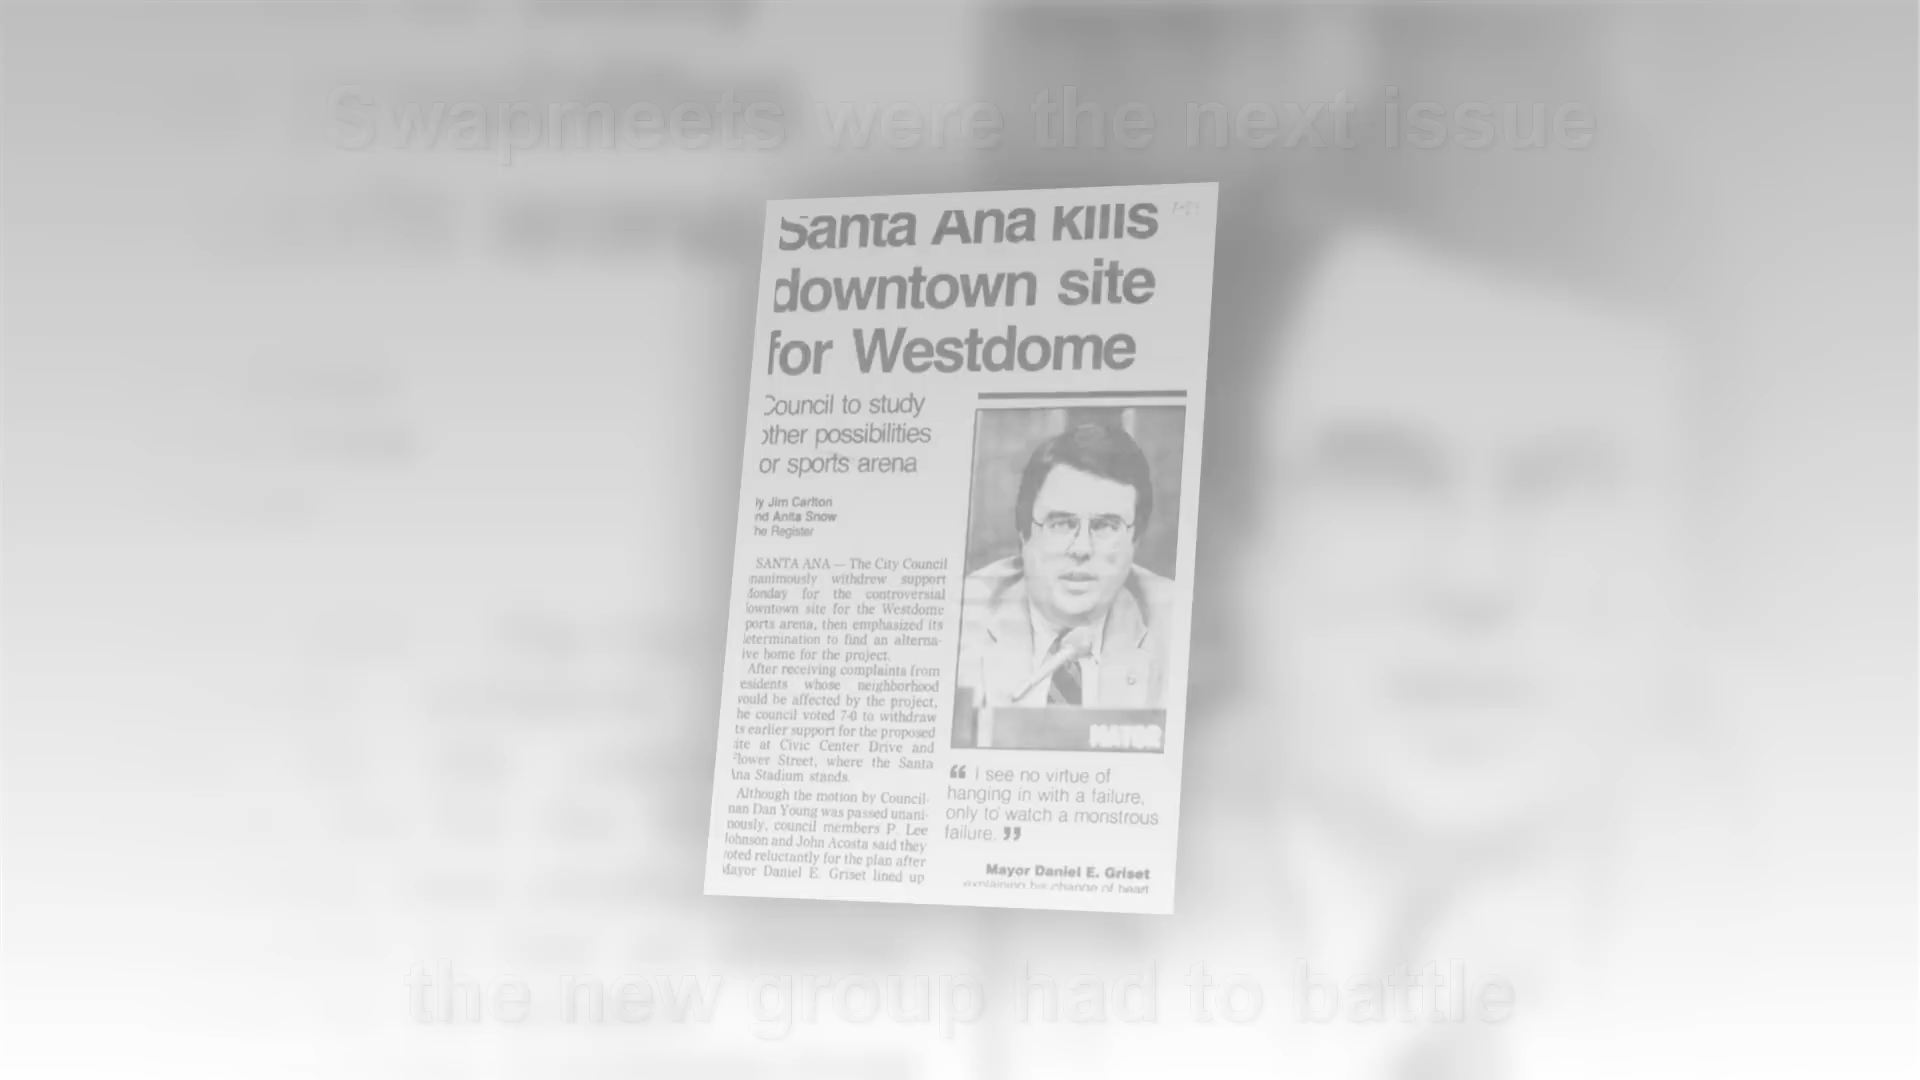 Swapmeets were the next issue
Santa Ana kills
downtown site
for Westdome
Council to study
other possibilities
or sports arena
y Jim Carlton
nd Anita Snow
he Register
SANTA ANA — The City Council
nanimously withdrew support
Monday for the controversial
downtown site for the Westdome
ports arena, then emphasized its
determination to find an alterna-
ive home for the project.
After receiving complaints from
esidents whose neighborhood
would be affected by the project,
he council voted 7-0 to withdraw
ts earlier support for the proposed
ite at Civic Center Drive and
Flower Street, where the Santa
Ana Stadium stands.
Although the motion by Council-
man Dan Young was passed unani-
mously, council members P. Lee
Johnson and John Acosta said they
voted reluctantly for the plan after
Mayor Daniel E. Griset lined up
MAYOR
“ I see no virtue of
hanging in with a failure,
only to watch a monstrous
failure. ”
Mayor Daniel E. Griset
explaining his change of heart
the new group had to battle